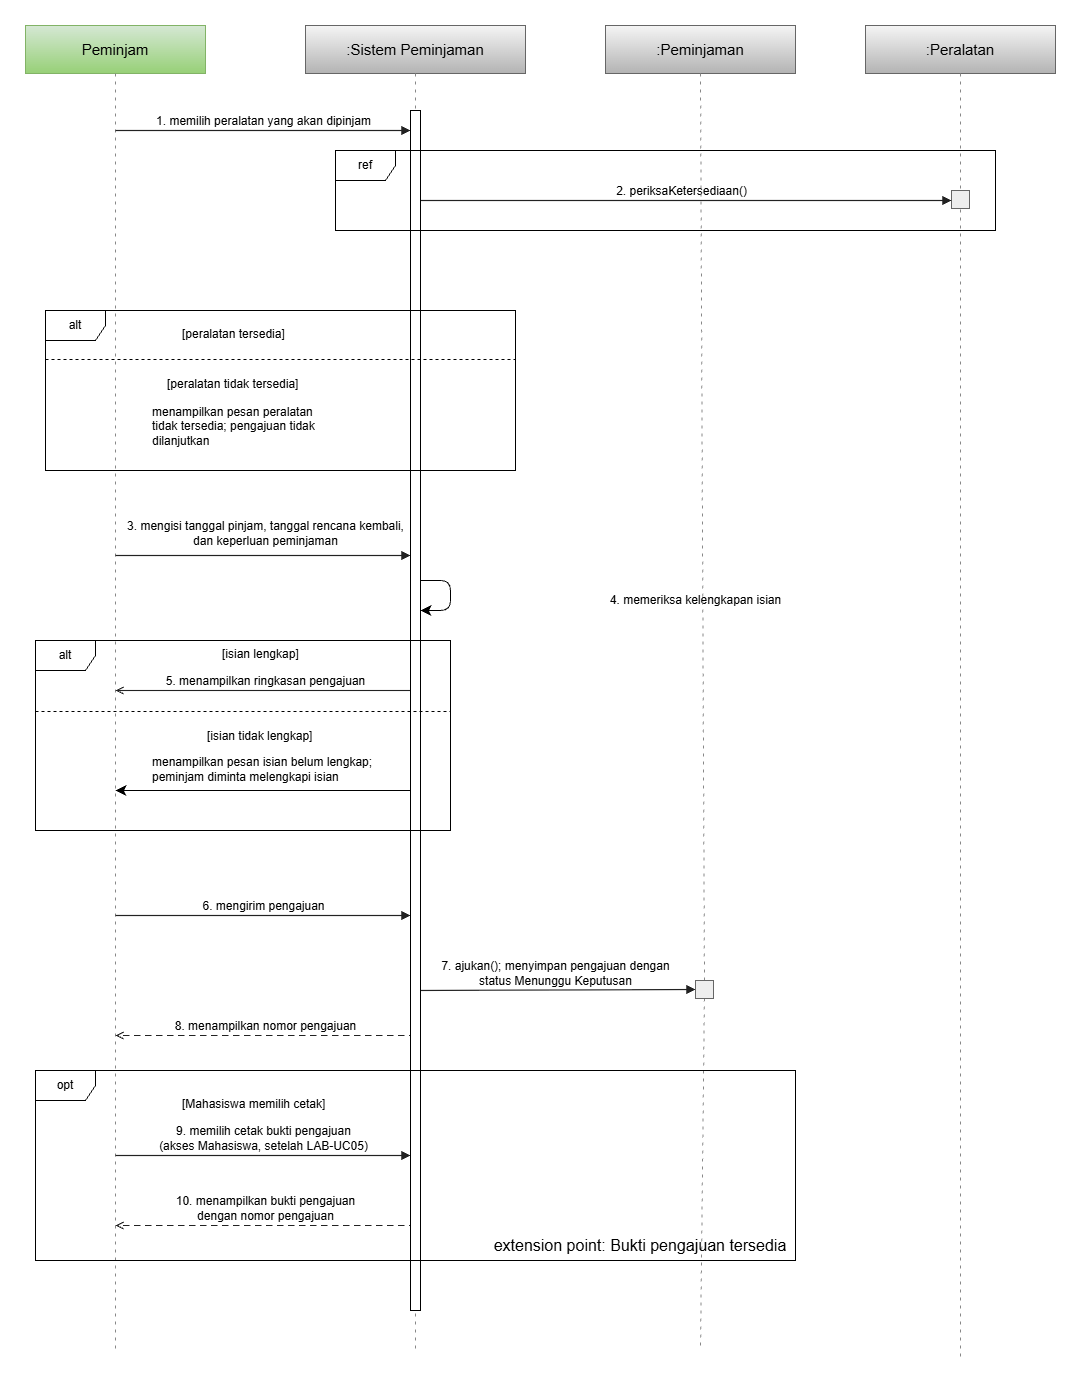 Peminjam
:Sistem Peminjaman
:Peminjaman
:Peralatan
1. memilih peralatan yang akan dipinjam
ref
2. periksaKetersediaan()
alt
[peralatan tersedia]
[peralatan tidak tersedia]
menampilkan pesan peralatan
tidak tersedia; pengajuan tidak
dilanjutkan
3. mengisi tanggal pinjam, tanggal rencana kembali,
dan keperluan peminjaman
4. memeriksa kelengkapan isian
alt
[isian lengkap]
5. menampilkan ringkasan pengajuan
[isian tidak lengkap]
menampilkan pesan isian belum lengkap;
peminjam diminta melengkapi isian
6. mengirim pengajuan
7. ajukan(); menyimpan pengajuan dengan
status Menunggu Keputusan
8. menampilkan nomor pengajuan
opt
[Mahasiswa memilih cetak]
9. memilih cetak bukti pengajuan
(akses Mahasiswa, setelah LAB-UC05)
10. menampilkan bukti pengajuan
dengan nomor pengajuan
extension point: Bukti pengajuan tersedia